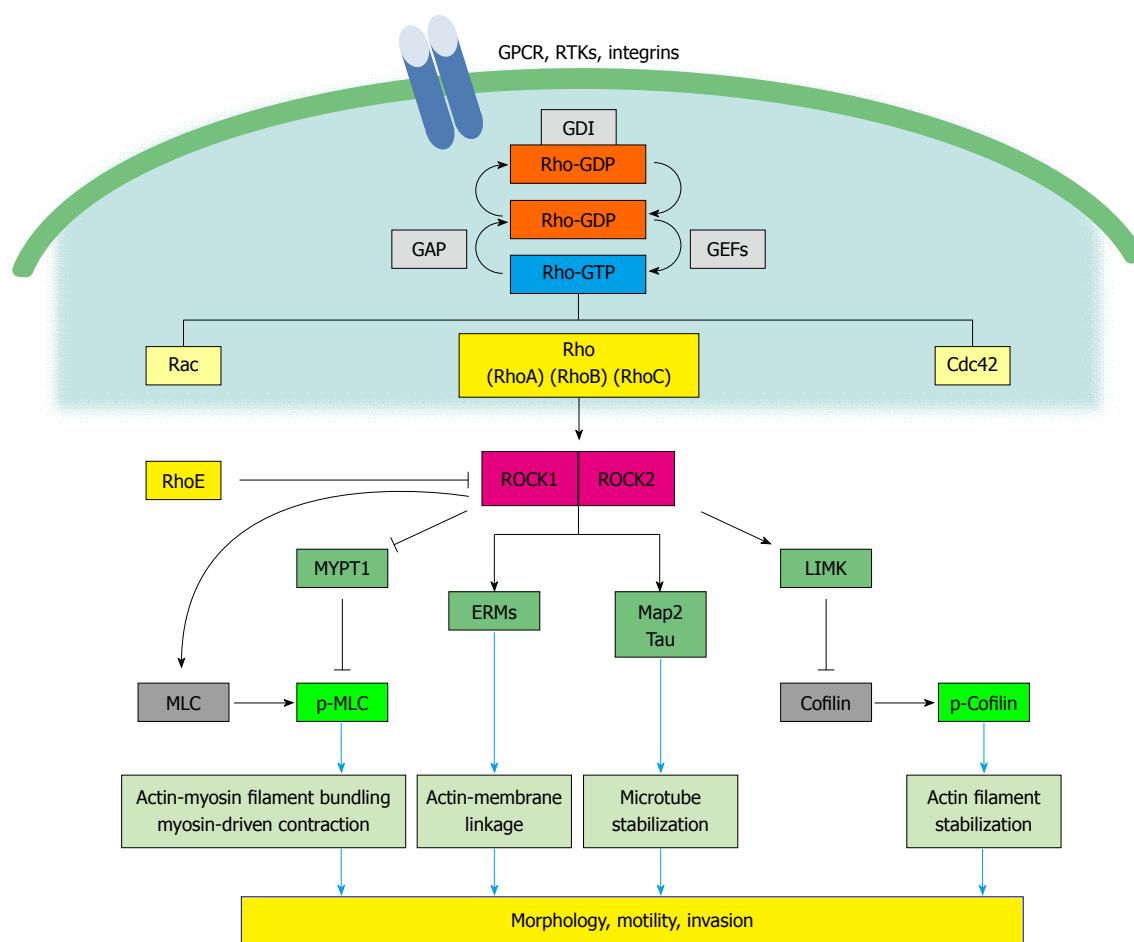 GPCR, RTKs, integrins
GDI
Rho-GDP
Rho-GDP
GAP
GEFs
Rho-GTP
Rac
Rho
(RhoA) (RhoB) (RhoC)
Cdc42
RhoE
ROCK1
ROCK2
MYPT1
LIMK
ERMs
Map2
Tau
MLC
p-MLC
Cofilin
p-Cofilin
Actin-myosin filament bundling
myosin-driven contraction
Actin-membrane
linkage
Microtube
stabilization
Actin filament
stabilization
Morphology, motility, invasion